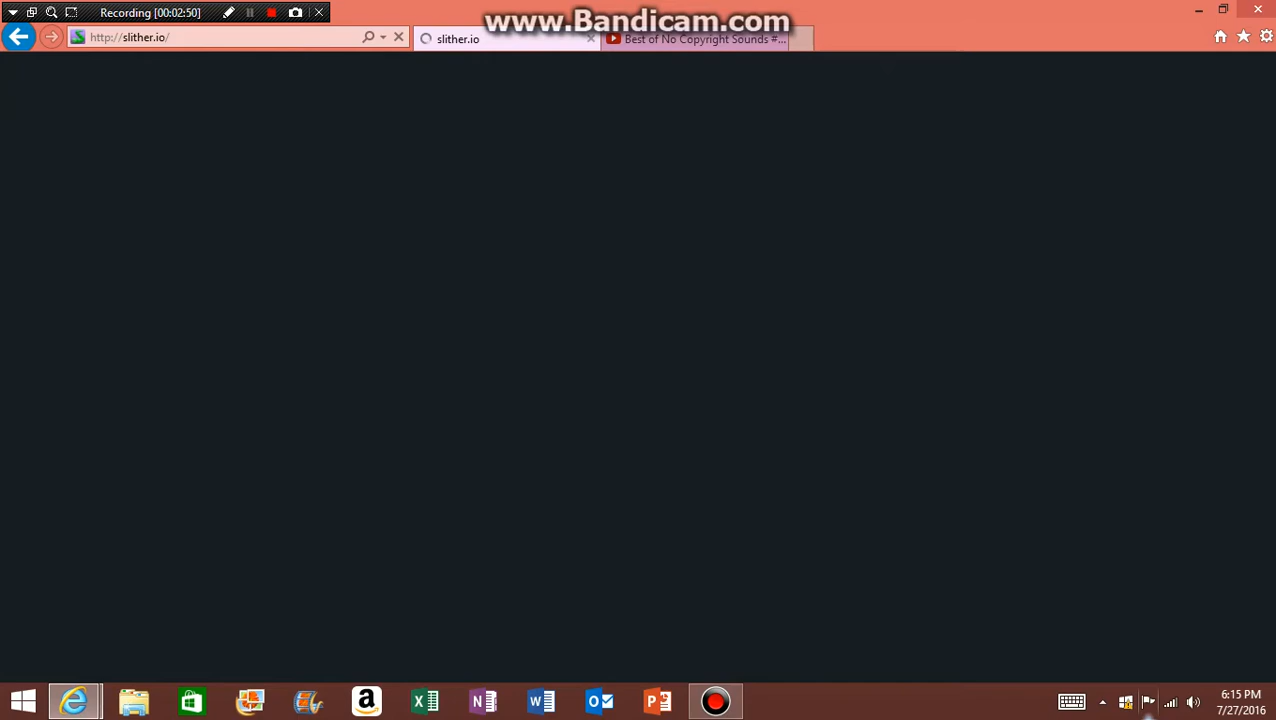 Recording [00:02:50]
www.Bandicam.com
http://slither.io/
slither.io
Best of No Copyright Sounds #...
6:15 PM
7/27/2016